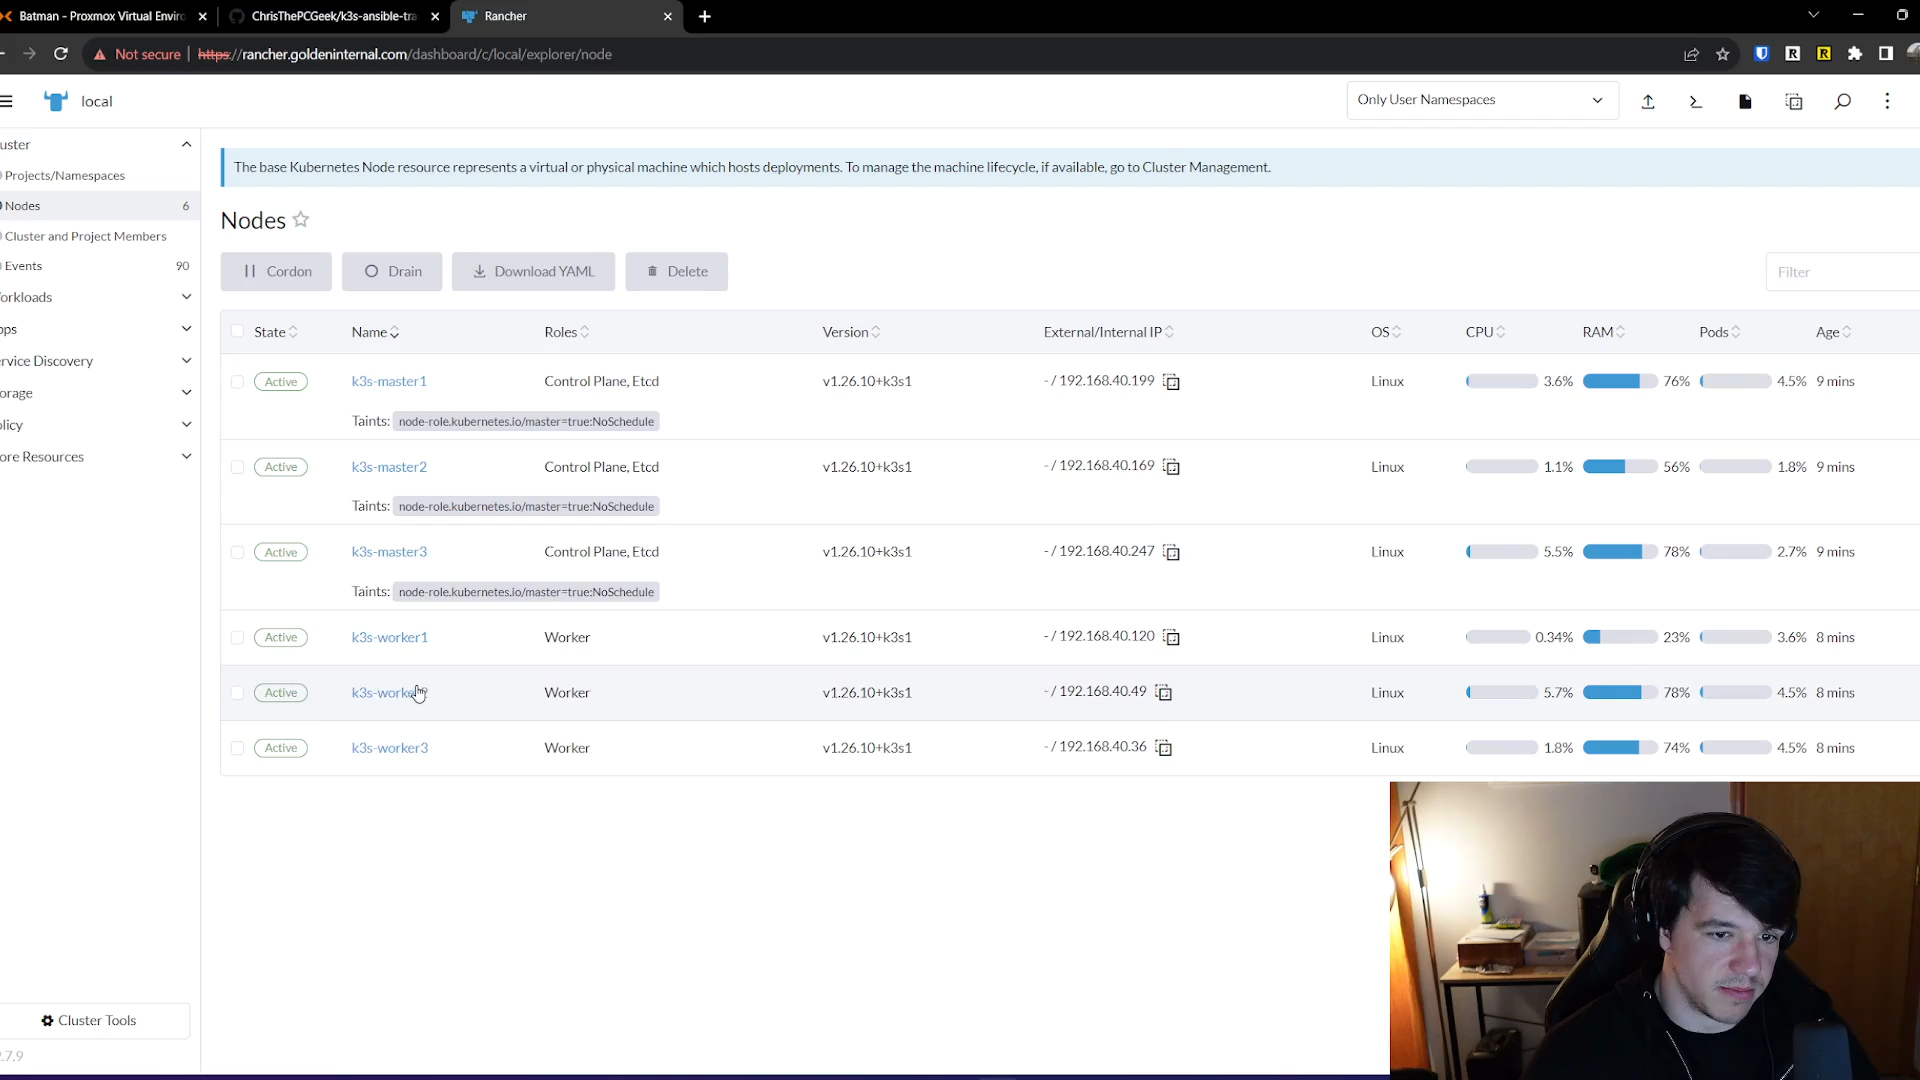 Batman - Proxmox Virtual Enviro
ChrisThePCGeek/k3s-ansible-tra
Rancher
Not secure
https://rancher.goldeninternal.com/dashboard/c/local/explorer/node
local
Only User Namespaces
uster
Projects/Namespaces
Nodes 6
Cluster and Project Members
Events 90
orkloads
ps
ervice Discovery
orage
licy
ore Resources
Cluster Tools
.7.9
The base Kubernetes Node resource represents a virtual or physical machine which hosts deployments. To manage the machine lifecycle, if available, go to Cluster Management.
Nodes
Cordon Drain Download YAML Delete
Filter
State Name Roles Version External/Internal IP OS CPU RAM Pods Age
Active k3s-master1 Control Plane, Etcd v1.26.10+k3s1 - / 192.168.40.199 Linux 3.6% 76% 4.5% 9 mins
Taints: node-role.kubernetes.io/master=true:NoSchedule
Active k3s-master2 Control Plane, Etcd v1.26.10+k3s1 - / 192.168.40.169 Linux 1.1% 56% 1.8% 9 mins
Taints: node-role.kubernetes.io/master=true:NoSchedule
Active k3s-master3 Control Plane, Etcd v1.26.10+k3s1 - / 192.168.40.247 Linux 5.5% 78% 2.7% 9 mins
Taints: node-role.kubernetes.io/master=true:NoSchedule
Active k3s-worker1 Worker v1.26.10+k3s1 - / 192.168.40.120 Linux 0.34% 23% 3.6% 8 mins
Active k3s-worke Worker v1.26.10+k3s1 - / 192.168.40.49 Linux 5.7% 78% 4.5% 8 mins
Active k3s-worker3 Worker v1.26.10+k3s1 - / 192.168.40.36 Linux 1.8% 74% 4.5% 8 mins